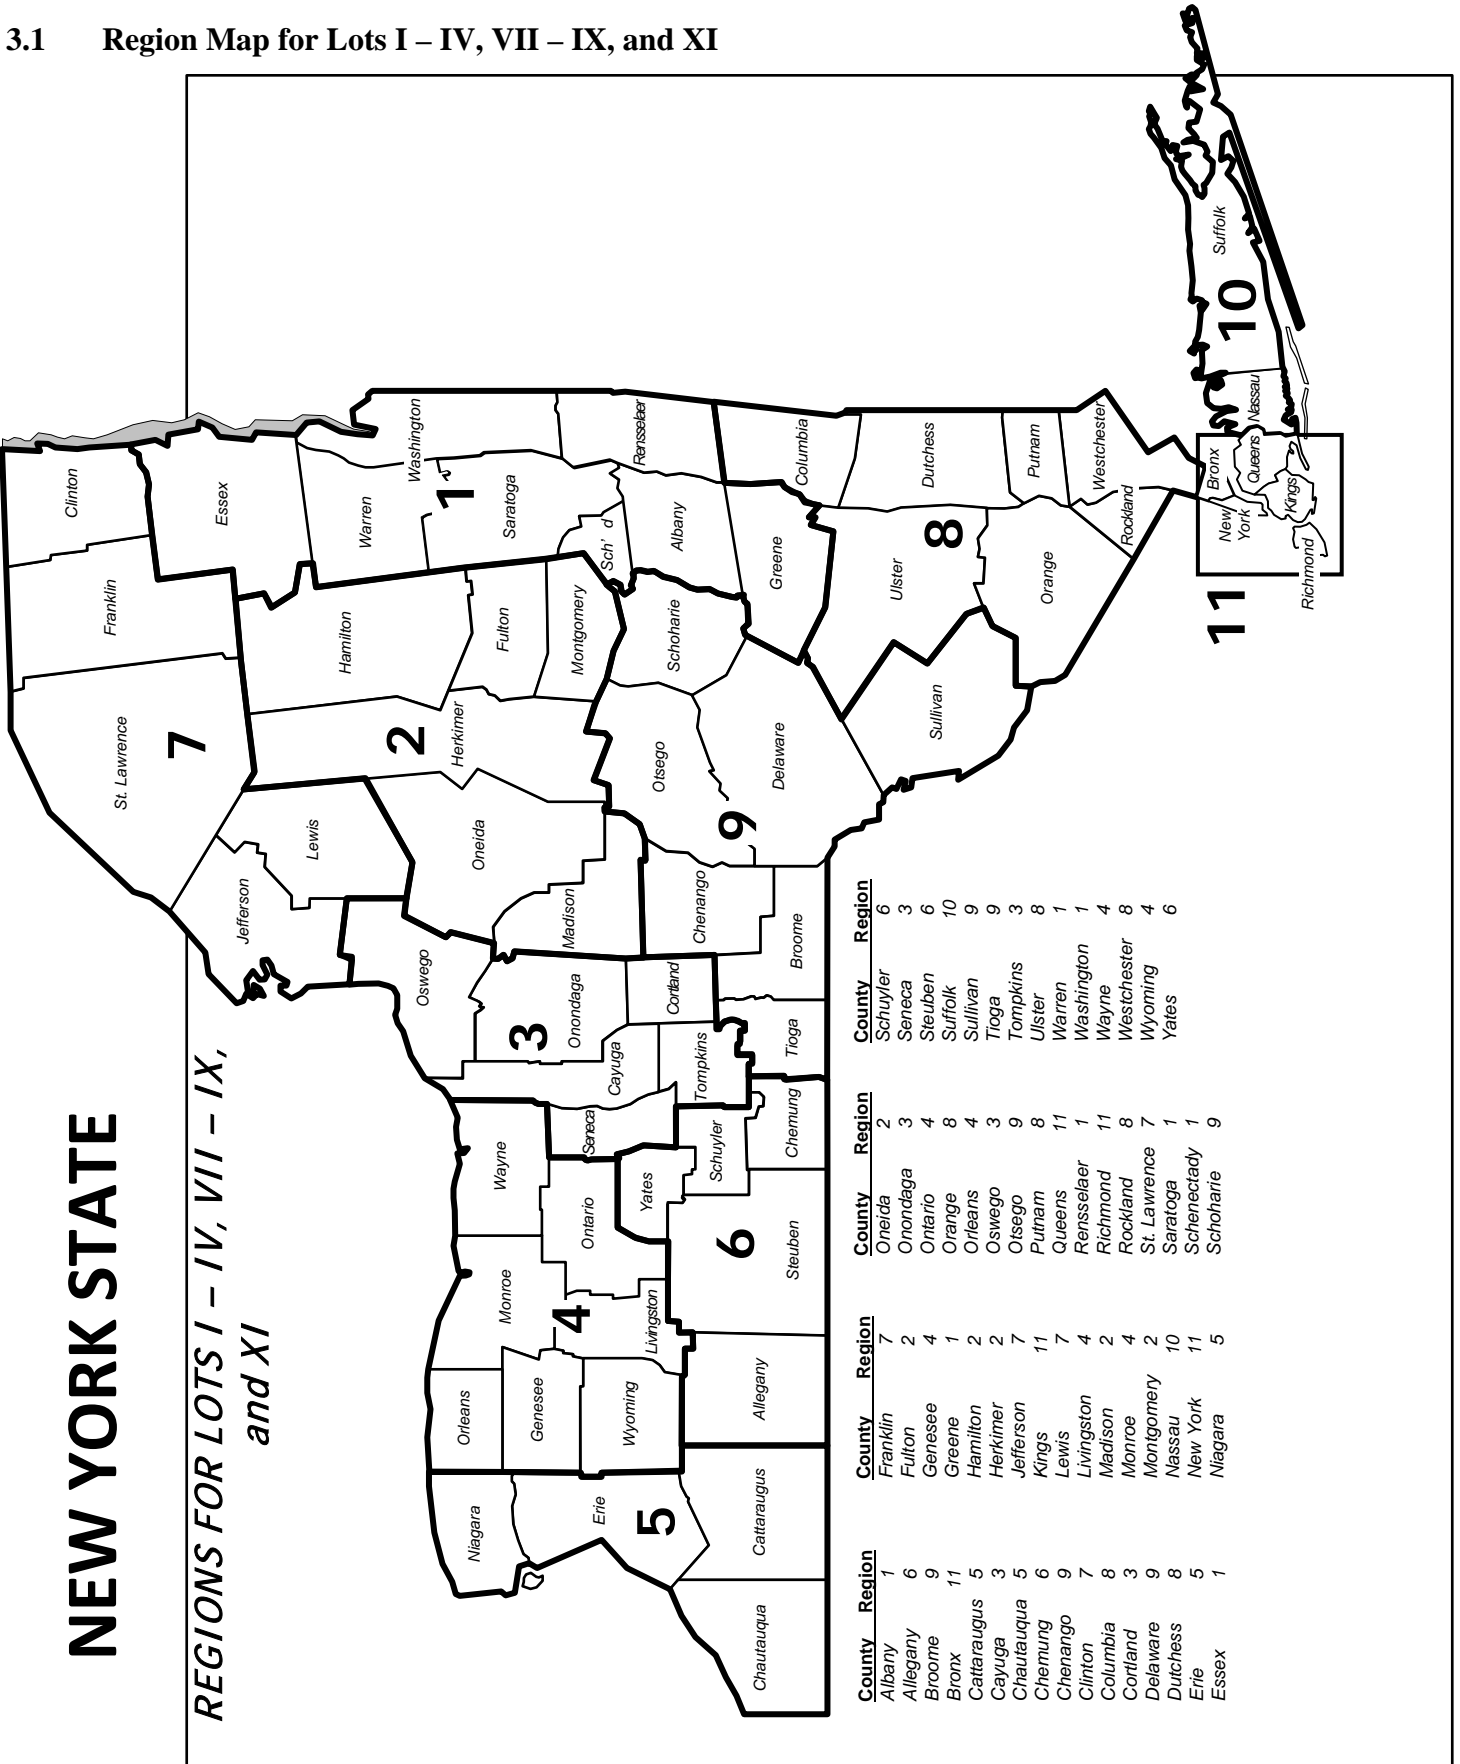 3.1 Region Map for Lots I – IV, VII – IX, and XI
NEW YORK STATE
REGIONS FOR LOTS I – IV, VII – IX,
and XI
Clinton
Franklin
St. Lawrence
7
Essex
Warren
Washington
1
Saratoga
Rensselaer
Sch' d
Albany
Hamilton
Fulton
Montgomery
2
Herkimer
Oneida
Madison
Lewis
Jefferson
Oswego
3
Onondaga
Cayuga
Cortland
Tompkins
Seneca
Wayne
Ontario
Yates
Monroe
4
Livingston
Orleans
Genesee
Wyoming
Niagara
Erie
5
Cattaraugus
Chautauqua
Allegany
6
Steuben
Schuyler
Chemung
Tioga
Broome
Chenango
9
Otsego
Delaware
Schoharie
Greene
Columbia
Dutchess
Putnam
Westchester
Rockland
8
Ulster
Orange
Sullivan
Suffolk
10
Nassau
Queens
Bronx
New
York
Kings
Richmond
11
County Region
Albany 1
Allegany 6
Broome 9
Bronx 11
Cattaraugus 5
Cayuga 3
Chautauqua 5
Chemung 6
Chenango 9
Clinton 7
Columbia 8
Cortland 3
Delaware 9
Dutchess 8
Erie 5
Essex 1
County Region
Franklin 7
Fulton 2
Genesee 4
Greene 1
Hamilton 2
Herkimer 2
Jefferson 7
Kings 11
Lewis 7
Livingston 4
Madison 2
Monroe 4
Montgomery 2
Nassau 10
New York 11
Niagara 5
County Region
Oneida 2
Onondaga 3
Ontario 4
Orange 8
Orleans 4
Oswego 3
Otsego 9
Putnam 8
Queens 11
Rensselaer 1
Richmond 11
Rockland 8
St. Lawrence 7
Saratoga 1
Schenectady 1
Schoharie 9
County Region
Schuyler 6
Seneca 3
Steuben 6
Suffolk 10
Sullivan 9
Tioga 9
Tompkins 3
Ulster 8
Warren 1
Washington 1
Wayne 4
Westchester 8
Wyoming 4
Yates 6